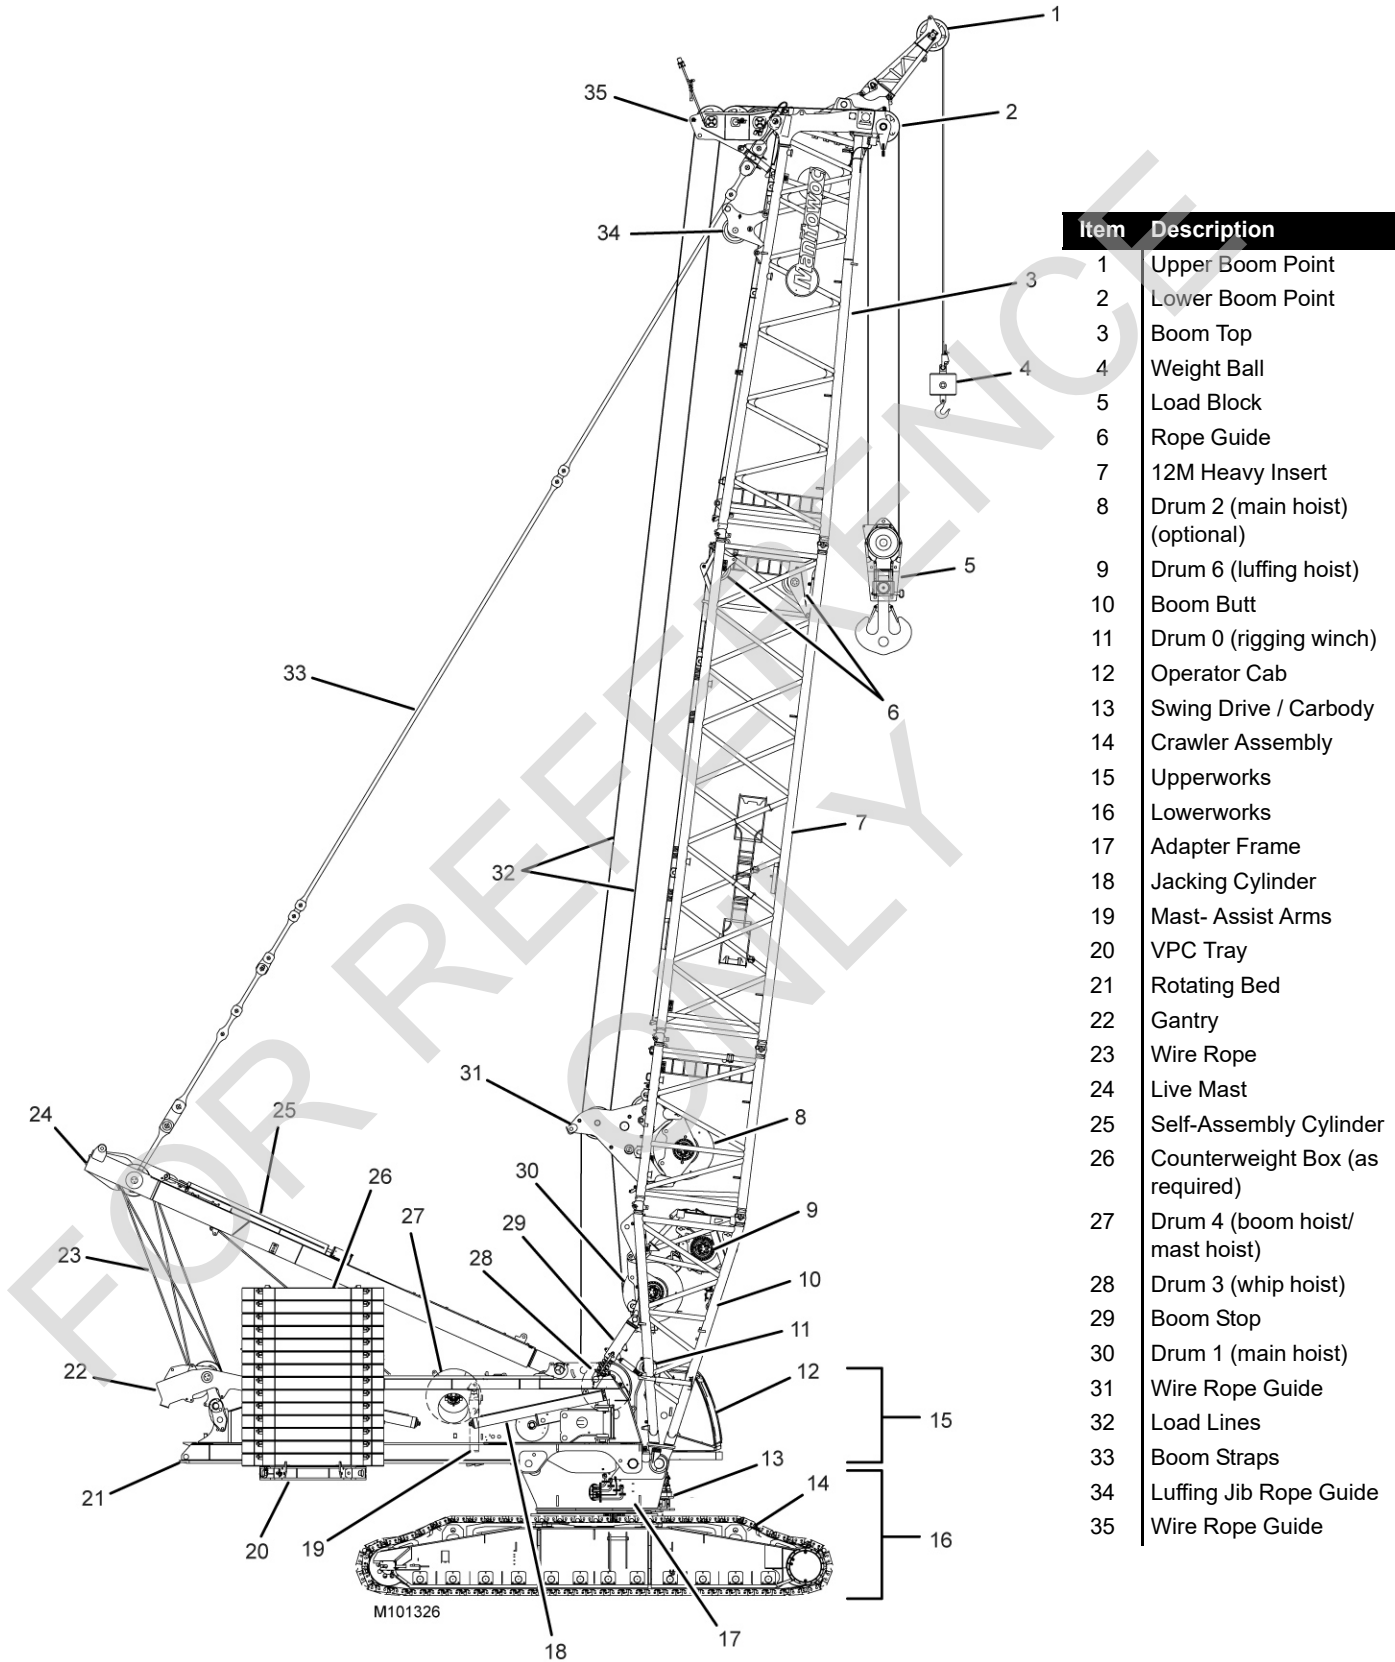 1
35
2
Manitowoc
34
3
4
5
33
6
7
32
31
8
24
25
26
30
9
27
29
23
28
10
11
22
12
15
13
21
14
20
19
16
M101326
17
18
FOR REFERENCE
ONLY
Item Description
1 Upper Boom Point
2 Lower Boom Point
3 Boom Top
4 Weight Ball
5 Load Block
6 Rope Guide
7 12M Heavy Insert
8 Drum 2 (main hoist)
(optional)
9 Drum 6 (luffing hoist)
10 Boom Butt
11 Drum 0 (rigging winch)
12 Operator Cab
13 Swing Drive / Carbody
14 Crawler Assembly
15 Upperworks
16 Lowerworks
17 Adapter Frame
18 Jacking Cylinder
19 Mast- Assist Arms
20 VPC Tray
21 Rotating Bed
22 Gantry
23 Wire Rope
24 Live Mast
25 Self-Assembly Cylinder
26 Counterweight Box (as
required)
27 Drum 4 (boom hoist/
mast hoist)
28 Drum 3 (whip hoist)
29 Boom Stop
30 Drum 1 (main hoist)
31 Wire Rope Guide
32 Load Lines
33 Boom Straps
34 Luffing Jib Rope Guide
35 Wire Rope Guide